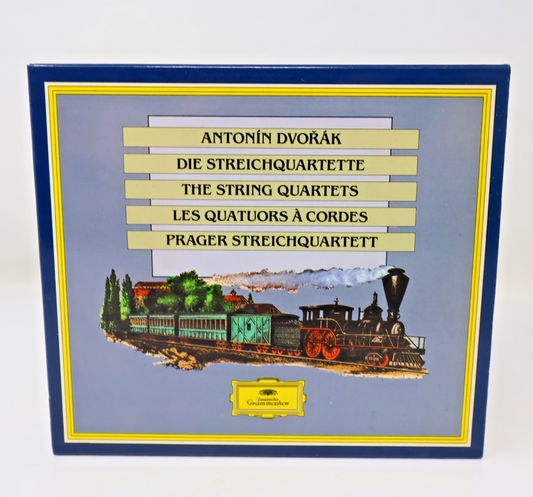 ANTONÍN DVOŘÁK
DIE STREICHQUARTETTE
THE STRING QUARTETS
LES QUATUORS À CORDES
PRAGER STREICHQUARTETT
Deutsche
Grammophon